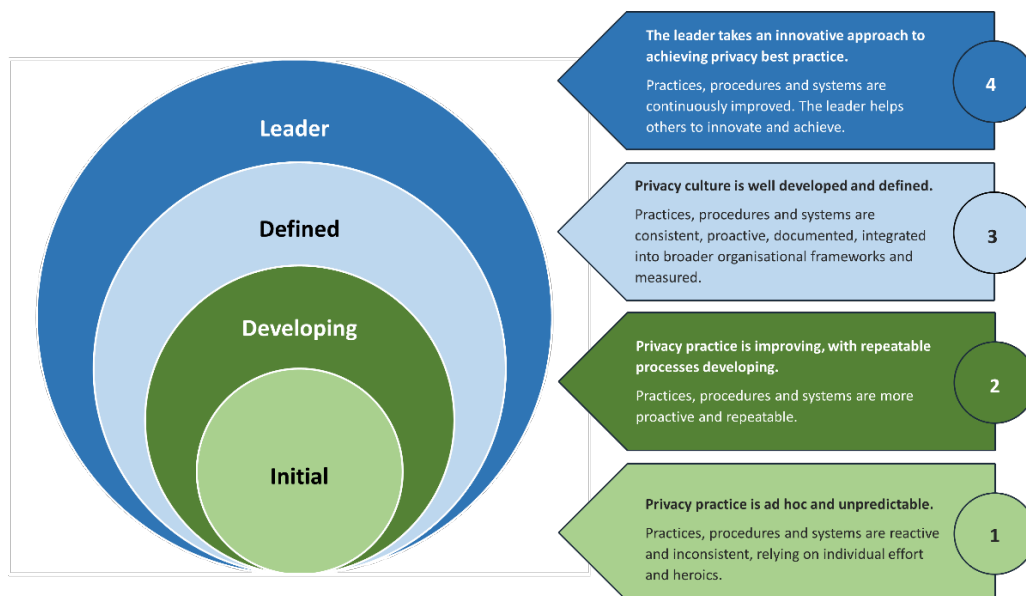 Leader
Defined
Developing
Initial
The leader takes an innovative approach to
achieving privacy best practice.
Practices, procedures and systems are
continuously improved. The leader helps
others to innovate and achieve.
4
Privacy culture is well developed and defined.
Practices, procedures and systems are
consistent, proactive, documented, integrated
into broader organisational frameworks and
measured.
3
Privacy practice is improving, with repeatable
processes developing.
Practices, procedures and systems are more
proactive and repeatable.
2
Privacy practice is ad hoc and unpredictable.
Practices, procedures and systems are reactive
and inconsistent, relying on individual effort
and heroics.
1